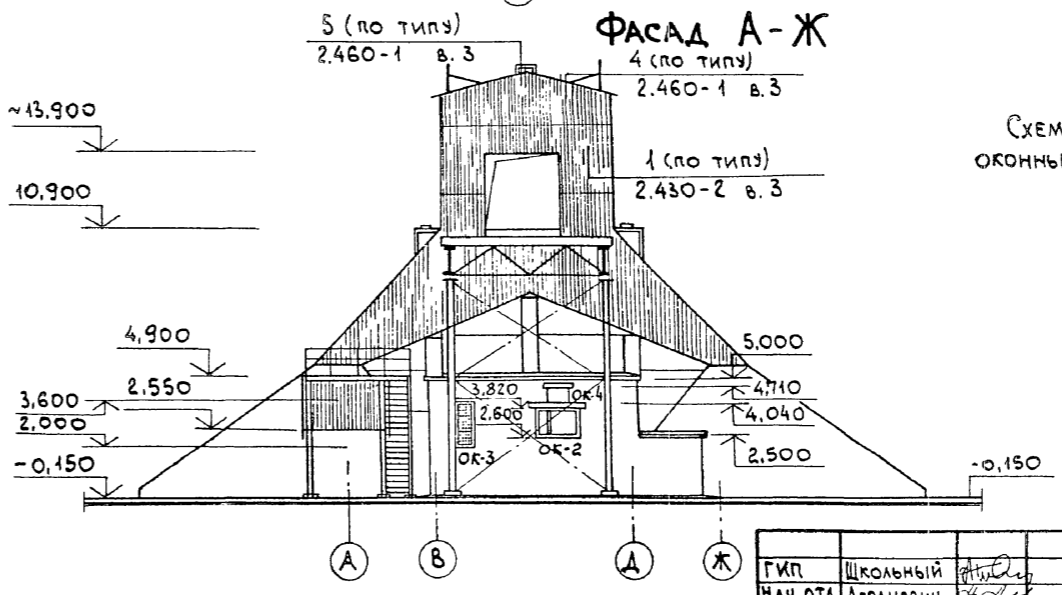 ФАСАД А-Ж
5 (по типу)
2.460-1 в.3
4 (по типу)
2.460-1 в.3
~13,900
СХЕМ
ОКОННЫ
1 (по типу)
2.430-2 в.3
10,900
4,900
5,000
2,550
3,820
ОК-4
4,710
3,600
2,600
4,040
2,000
ОК-3
ОК-2
2,500
-0,150
-0,150
А
В
Д
Ж
ГИП Школьный